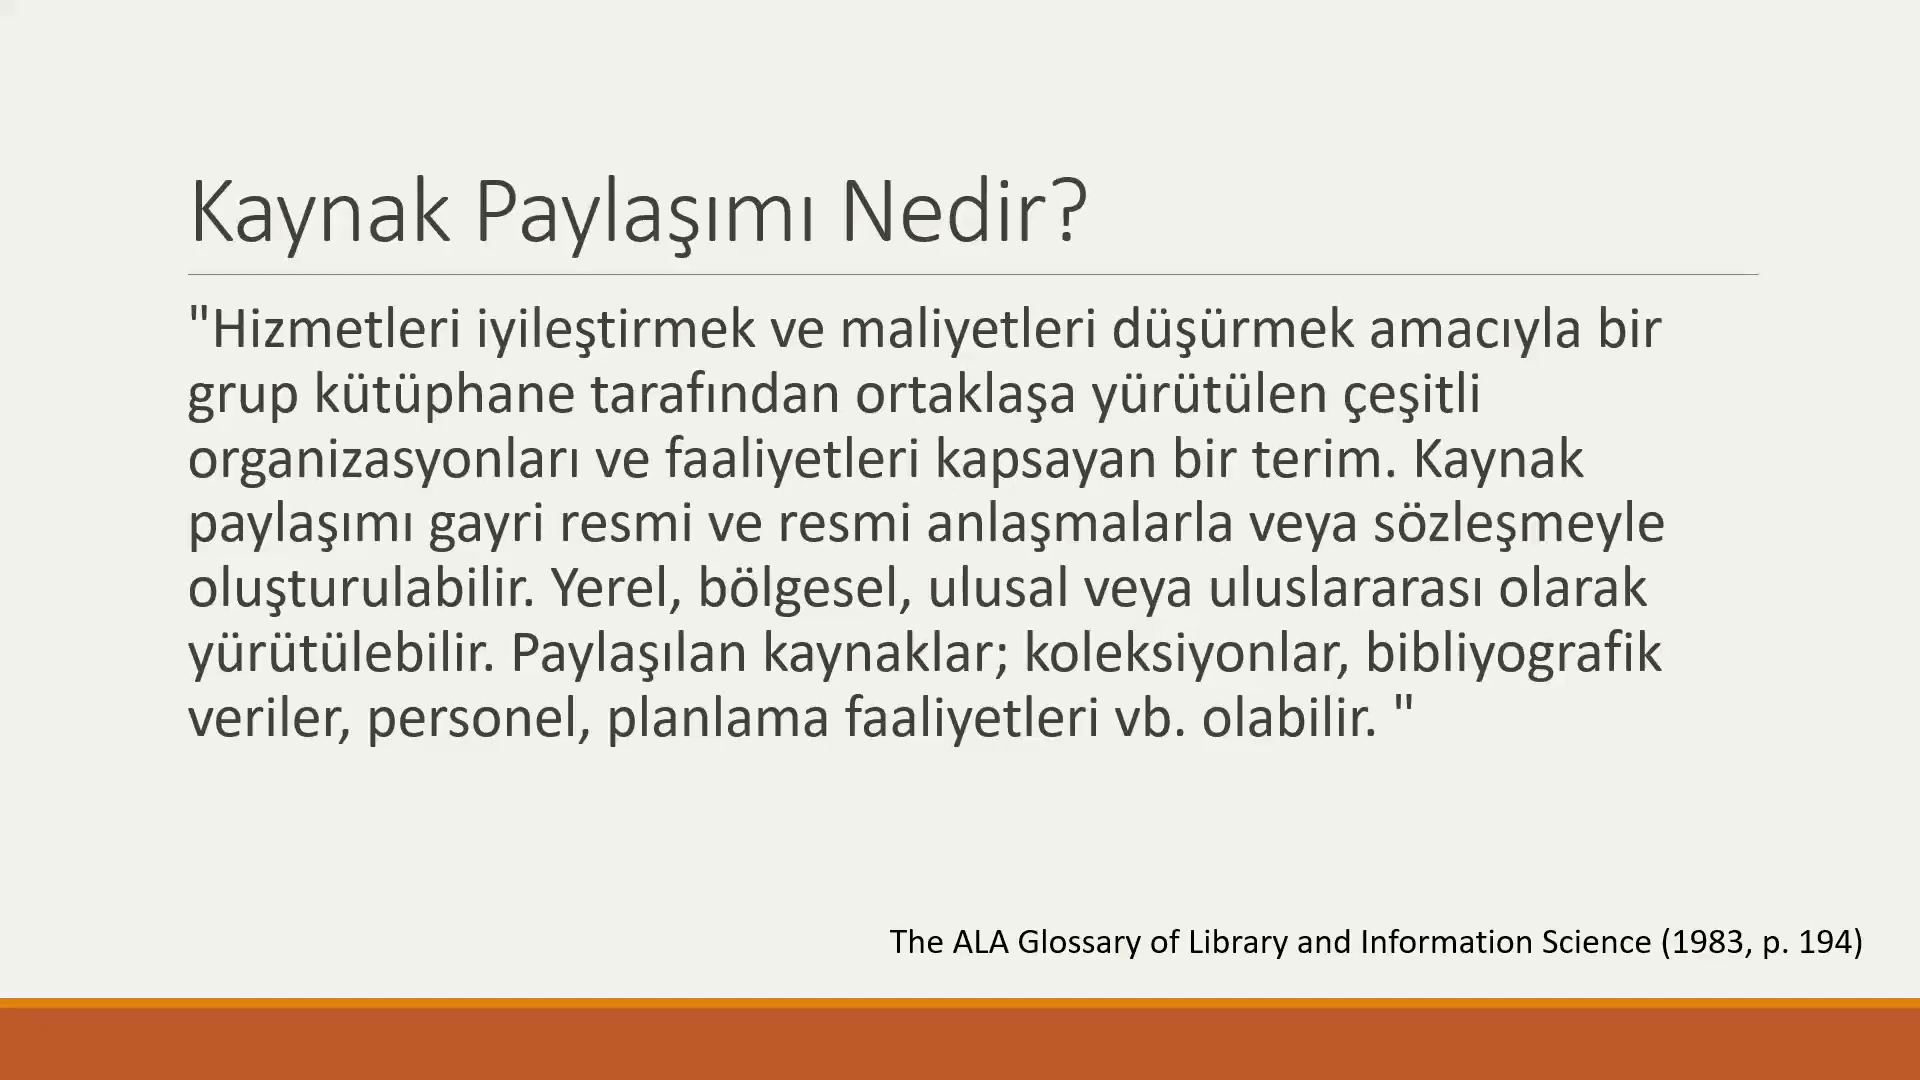 Kaynak Paylaşımı Nedir?
"Hizmetleri iyileştirmek ve maliyetleri düşürmek amacıyla bir
grup kütüphane tarafından ortaklaşa yürütülen çeşitli
organizasyonları ve faaliyetleri kapsayan bir terim. Kaynak
paylaşımı gayri resmi ve resmi anlaşmalarla veya sözleşmeyle
oluşturulabilir. Yerel, bölgesel, ulusal veya uluslararası olarak
yürütülebilir. Paylaşılan kaynaklar; koleksiyonlar, bibliyografik
veriler, personel, planlama faaliyetleri vb. olabilir. "
The ALA Glossary of Library and Information Science (1983, p. 194)